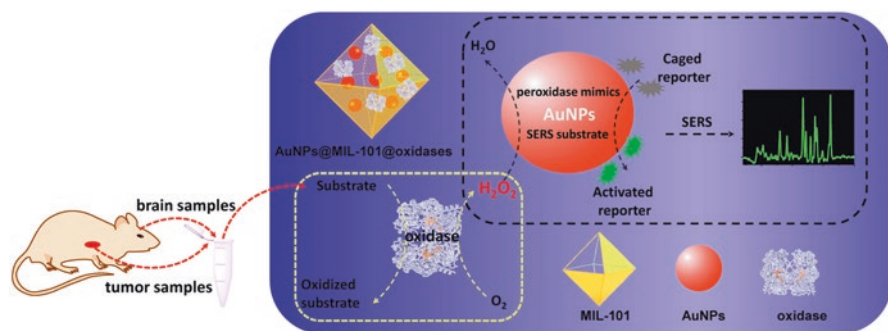 H₂O
Caged
reporter
peroxidase mimics
AuNPs
SERS substrate
SERS
AuNPs@MIL-101@oxidases
Activated
reporter
Substrate
H₂O₂
oxidase
Oxidized
substrate
O₂
brain samples
tumor samples
MIL-101
AuNPs
oxidase